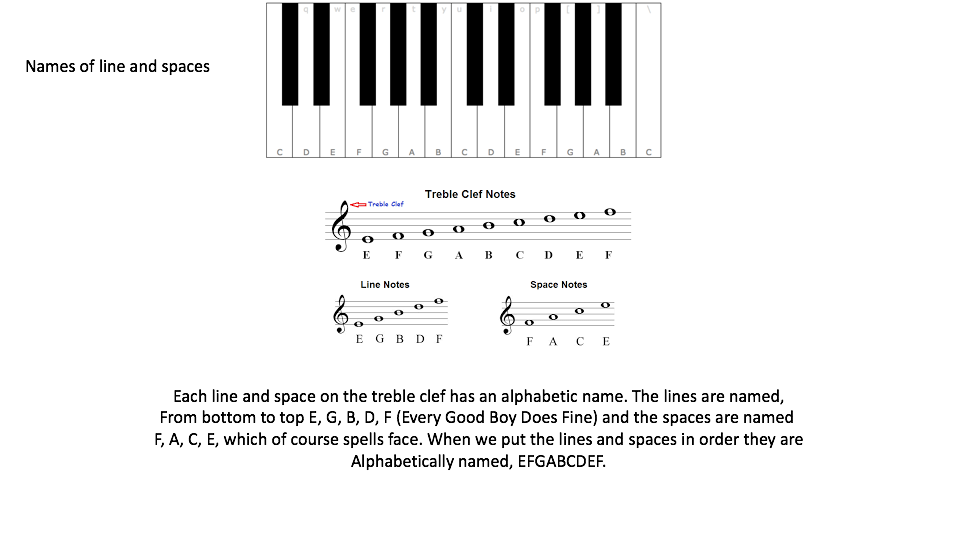 q w e r t y u i o p [ ] \
Names of line and spaces
C D E F G A B C D E F G A B C
Treble Clef Notes
Treble Clef
E F G A B C D E F
Line Notes
E G B D F
Space Notes
F A C E
Each line and space on the treble clef has an alphabetic name. The lines are named,
From bottom to top E, G, B, D, F (Every Good Boy Does Fine) and the spaces are named
F, A, C, E, which of course spells face. When we put the lines and spaces in order they are
Alphabetically named, EFGABCDEF.